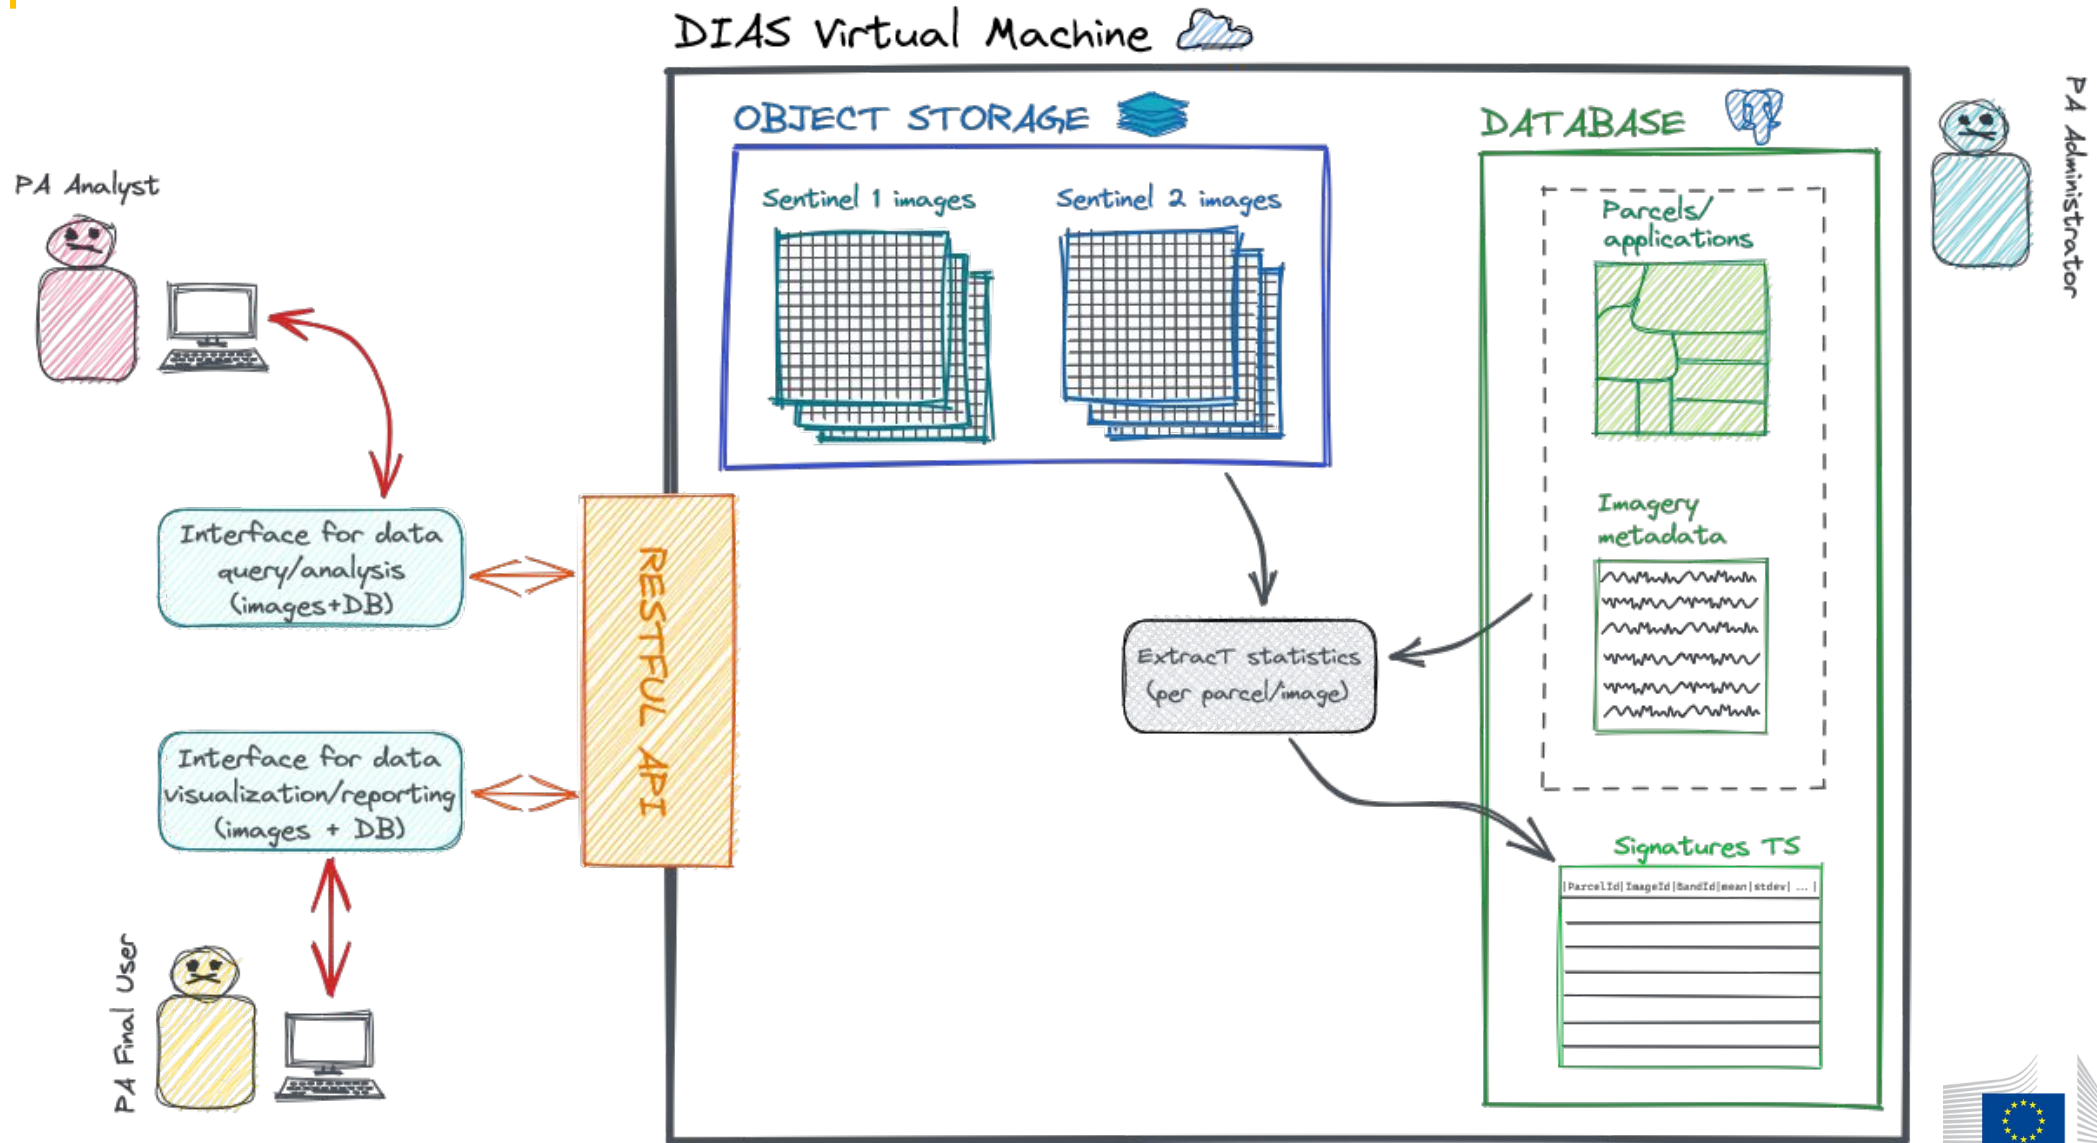 DIAS Virtual Machine
OBJECT STORAGE
DATABASE
PA Administrator
PA Analyst
Sentinel 1 images
Sentinel 2 images
Parcels/
applications
Imagery
metadata
Interface for data
query/analysis
(images+DB)
RESTFUL API
ExtracT statistics
(per parcel/image)
Interface for data
visualization/reporting
(images + DB)
Signatures TS
|ParcelId|ImageId|BandId|mean|stdev| ... |
PA Final User